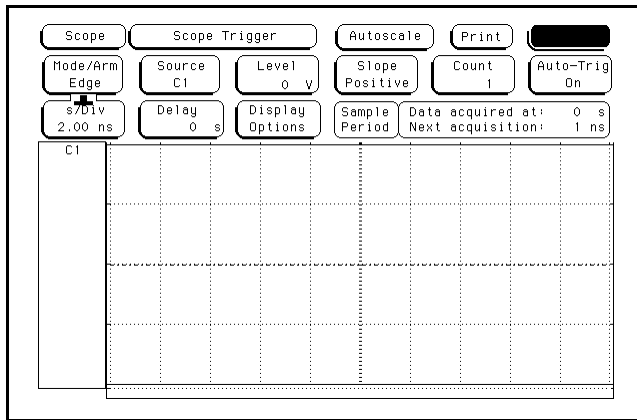 Scope Scope Trigger Autoscale Print
Mode/Arm Source Level Slope Count Auto-Trig
Edge C1 0 V Positive 1 On
s/Div Delay Display Sample Data acquired at: 0 s
2.00 ns 0 s Options Period Next acquisition: 1 ns
C1